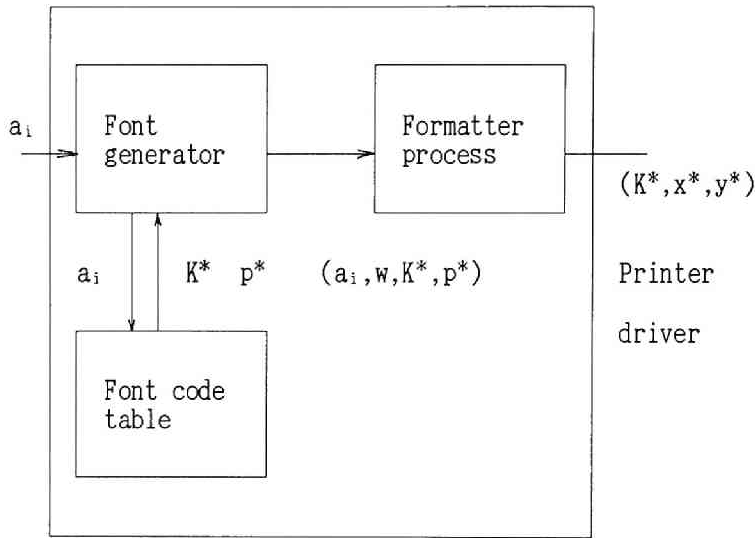 Font
generator
Formatter
process
aᵢ
(K*,x*,y*)
aᵢ
K* p*
(aᵢ,w,K*,p*)
Printer
driver
Font code
table